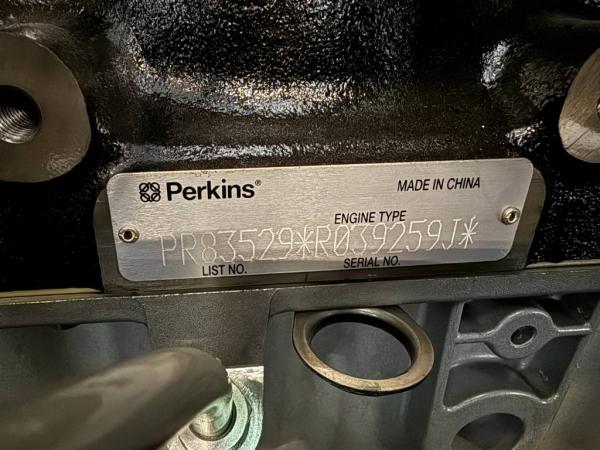 Perkins® MADE IN CHINA
ENGINE TYPE
PR83529*R039259J*
LIST NO. SERIAL NO.